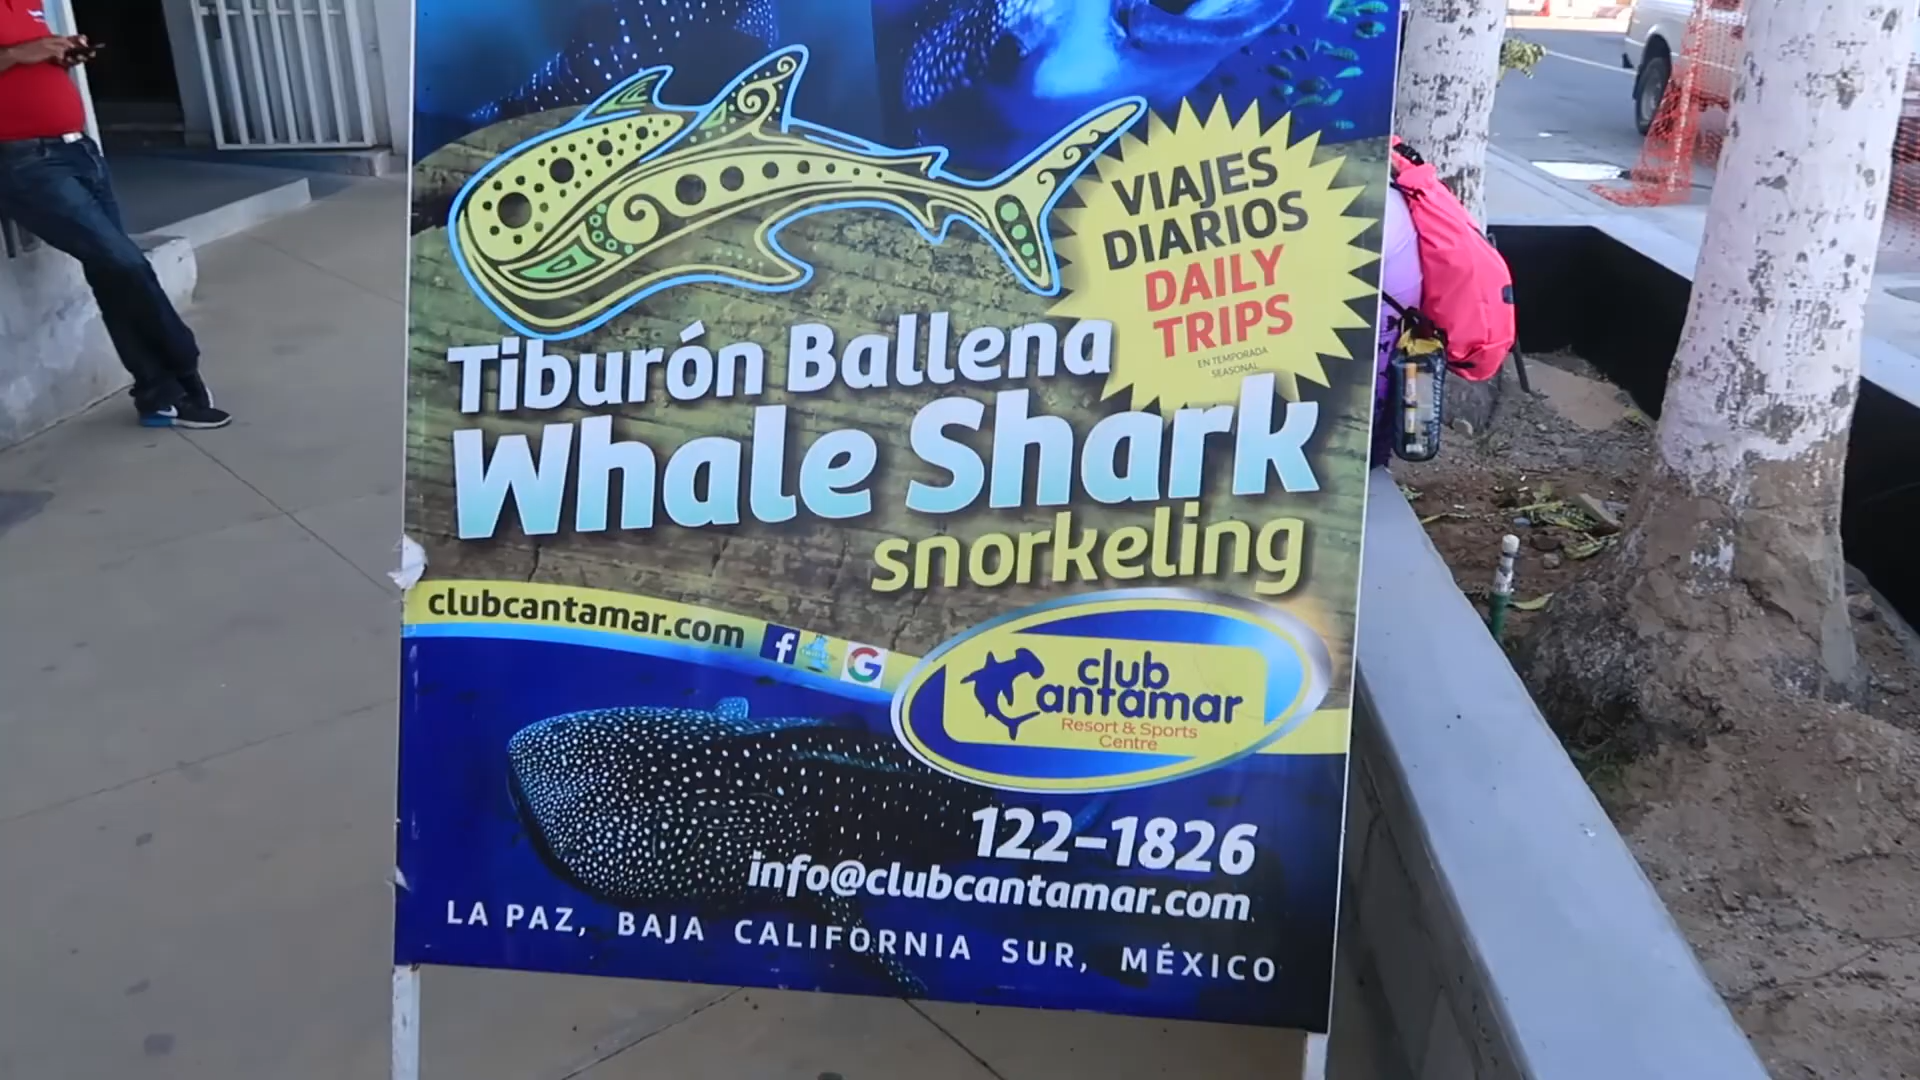 VIAJES
DIARIOS
DAILY
TRIPS
EN TEMPORADA
SEASONAL
Tiburón Ballena
Whale Shark
snorkeling
clubcantamar.com
club
Cantamar
Resort & Sports
Centre
122-1826
info@clubcantamar.com
LA PAZ, BAJA CALIFORNIA SUR, MÉXICO